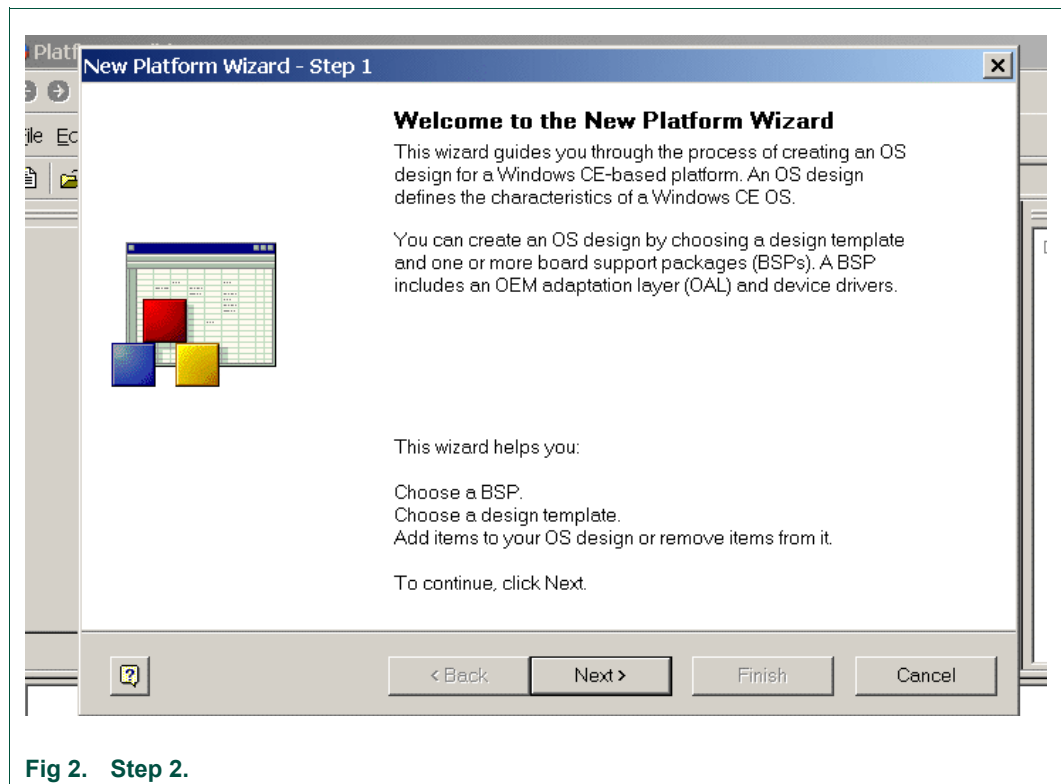 Platf
New Platform Wizard - Step 1
ile Ec
Welcome to the New Platform Wizard
This wizard guides you through the process of creating an OS
design for a Windows CE-based platform. An OS design
defines the characteristics of a Windows CE OS.
You can create an OS design by choosing a design template
and one or more board support packages (BSPs). A BSP
includes an OEM adaptation layer (OAL) and device drivers.
This wizard helps you:
Choose a BSP.
Choose a design template.
Add items to your OS design or remove items from it.
To continue, click Next.
< Back Next > Finish Cancel
Fig 2. Step 2.